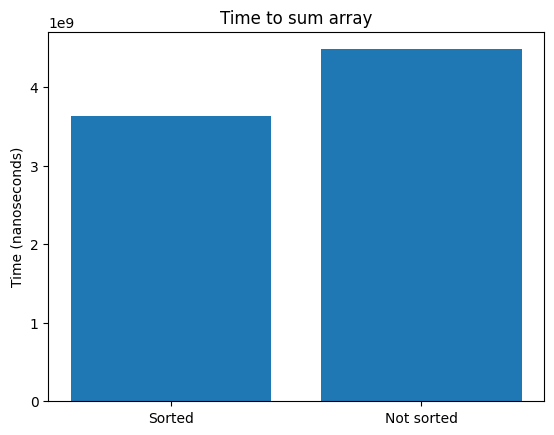 Time to sum array
1e9
Time (nanoseconds)
4
3
2
1
0
Sorted
Not sorted